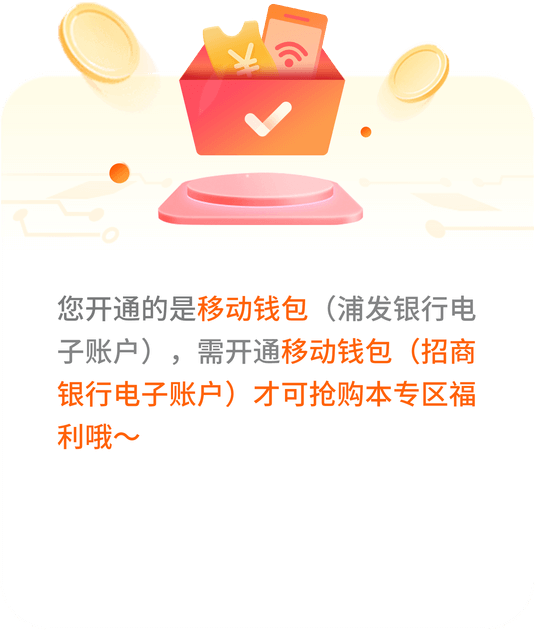 ¥
您开通的是移动钱包（浦发银行电
子账户），需开通移动钱包（招商
银行电子账户）才可抢购本专区福
利哦～